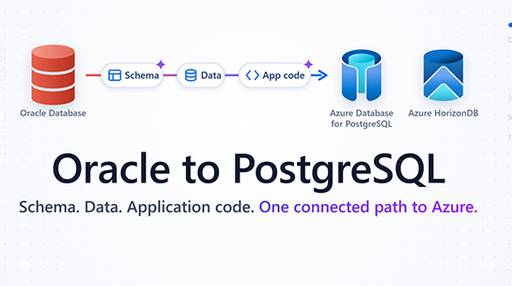 Schema
Data
App code
Oracle Database
Azure Database
for PostgreSQL
Azure HorizonDB
Oracle to PostgreSQL
Schema. Data. Application code. One connected path to Azure.